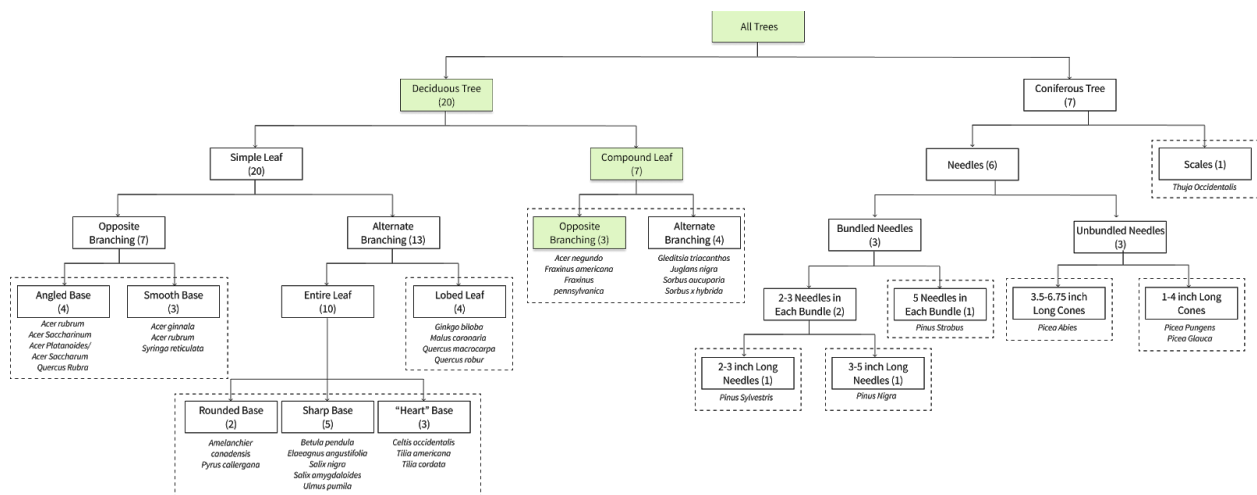 All Trees
Deciduous Tree
(20)
Coniferous Tree
(7)
Simple Leaf
(20)
Compound Leaf
(7)
Needles (6)
Scales (1)
Thuja Occidentalis
Opposite
Branching (7)
Alternate
Branching (13)
Opposite
Branching (3)
Acer negundo
Fraxinus americana
Fraxinus
pennsylvanica
Alternate
Branching (4)
Gleditsia triacanthos
Juglans nigra
Sorbus aucuparia
Sorbus x hybrida
Bundled Needles
(3)
Unbundled Needles
(3)
Angled Base
(4)
Acer rubrum
Acer Saccharinum
Acer Platanoides/
Acer Saccharum
Quercus Rubra
Smooth Base
(3)
Acer ginnala
Acer rubrum
Syringa reticulata
Entire Leaf
(10)
Lobed Leaf
(4)
Ginkgo biloba
Malus coronaria
Quercus macrocarpa
Quercus robur
2-3 Needles in
Each Bundle (2)
5 Needles in
Each Bundle (1)
Pinus Strobus
3.5-6.75 inch
Long Cones
Picea Abies
1-4 inch Long
Cones
Picea Pungens
Picea Glauca
2-3 inch Long
Needles (1)
Pinus Sylvestris
3-5 inch Long
Needles (1)
Pinus Nigra
Rounded Base
(2)
Amelanchier
canadensis
Pyrus callergana
Sharp Base
(5)
Betula pendula
Elaeagnus angustifolia
Salix nigra
Salix amygdaloides
Ulmus pumila
“Heart” Base
(3)
Celtis occidentalis
Tilia americana
Tilia cordata